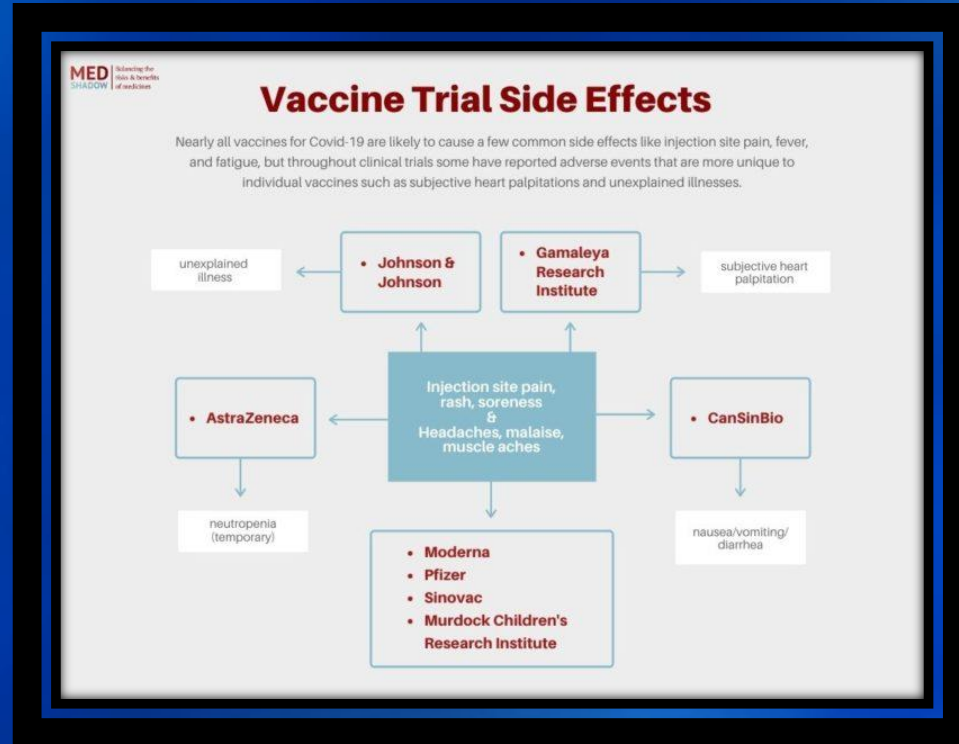 MED SHADOW
Balancing the
risks & benefits
of medicines
Vaccine Trial Side Effects
Nearly all vaccines for Covid-19 are likely to cause a few common side effects like injection site pain, fever,
and fatigue, but throughout clinical trials some have reported adverse events that are more unique to
individual vaccines such as subjective heart palpitations and unexplained illnesses.
unexplained
illness
• Johnson &
Johnson
• Gamaleya
Research
Institute
subjective heart
palpitation
• AstraZeneca
Injection site pain,
rash, soreness
&
Headaches, malaise,
muscle aches
• CanSinBio
neutropenia
(temporary)
nausea/vomiting/
diarrhea
• Moderna
• Pfizer
• Sinovac
• Murdock Children's
Research Institute